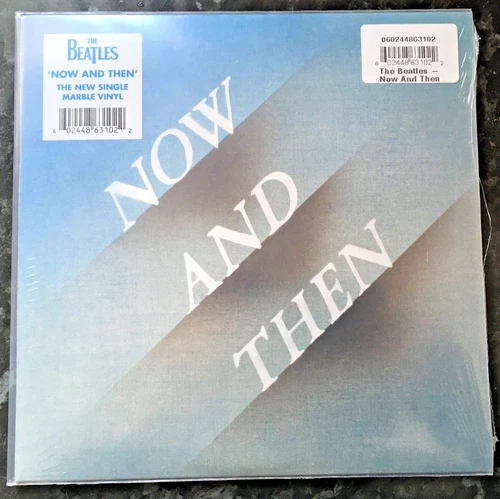 THE
BEATLES
'NOW AND THEN'
THE NEW SINGLE
MARBLE VINYL
6 02448 63102 2
060244863102
6 02448 63102 2
The Beatles –
Now And Then
NOW
AND
THEN